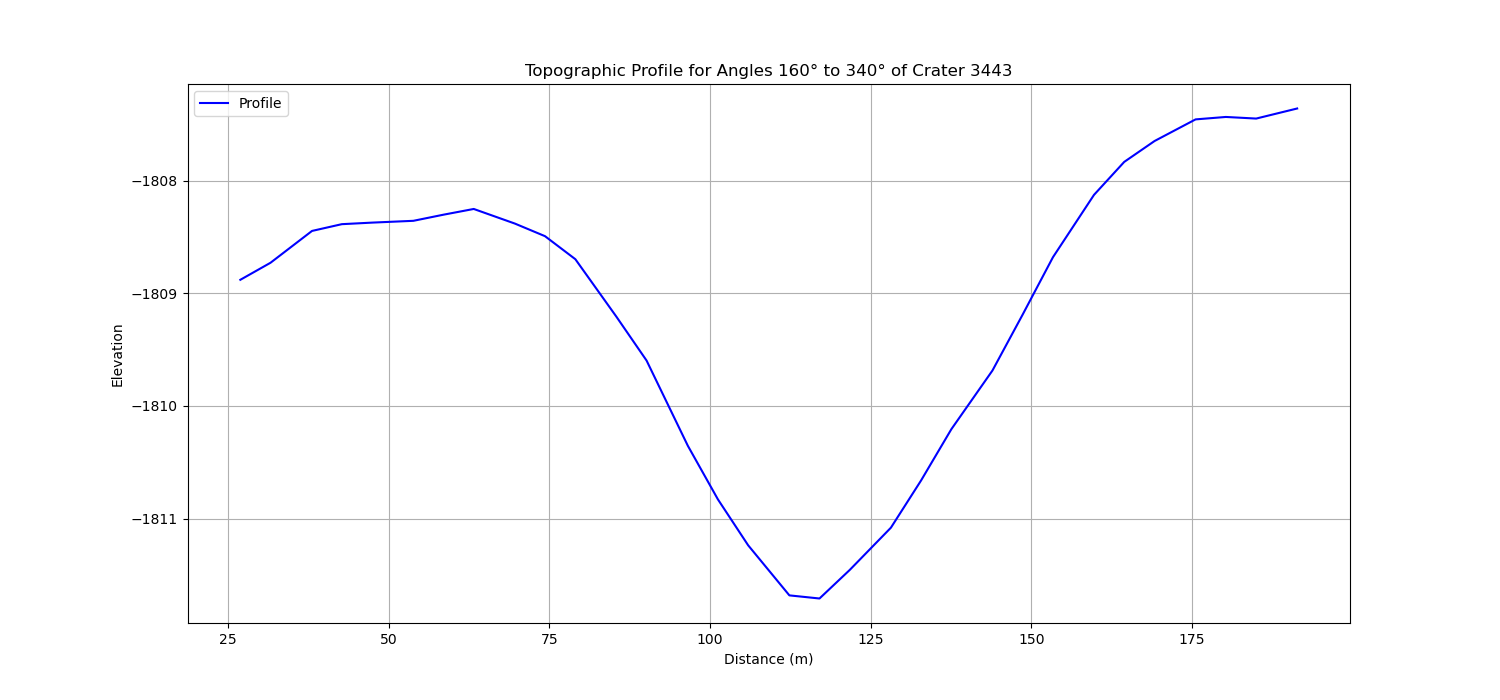 Topographic Profile for Angles 160° to 340° of Crater 3443
Profile
−1808
−1809
−1810
−1811
Elevation
25 50 75 100 125 150 175
Distance (m)